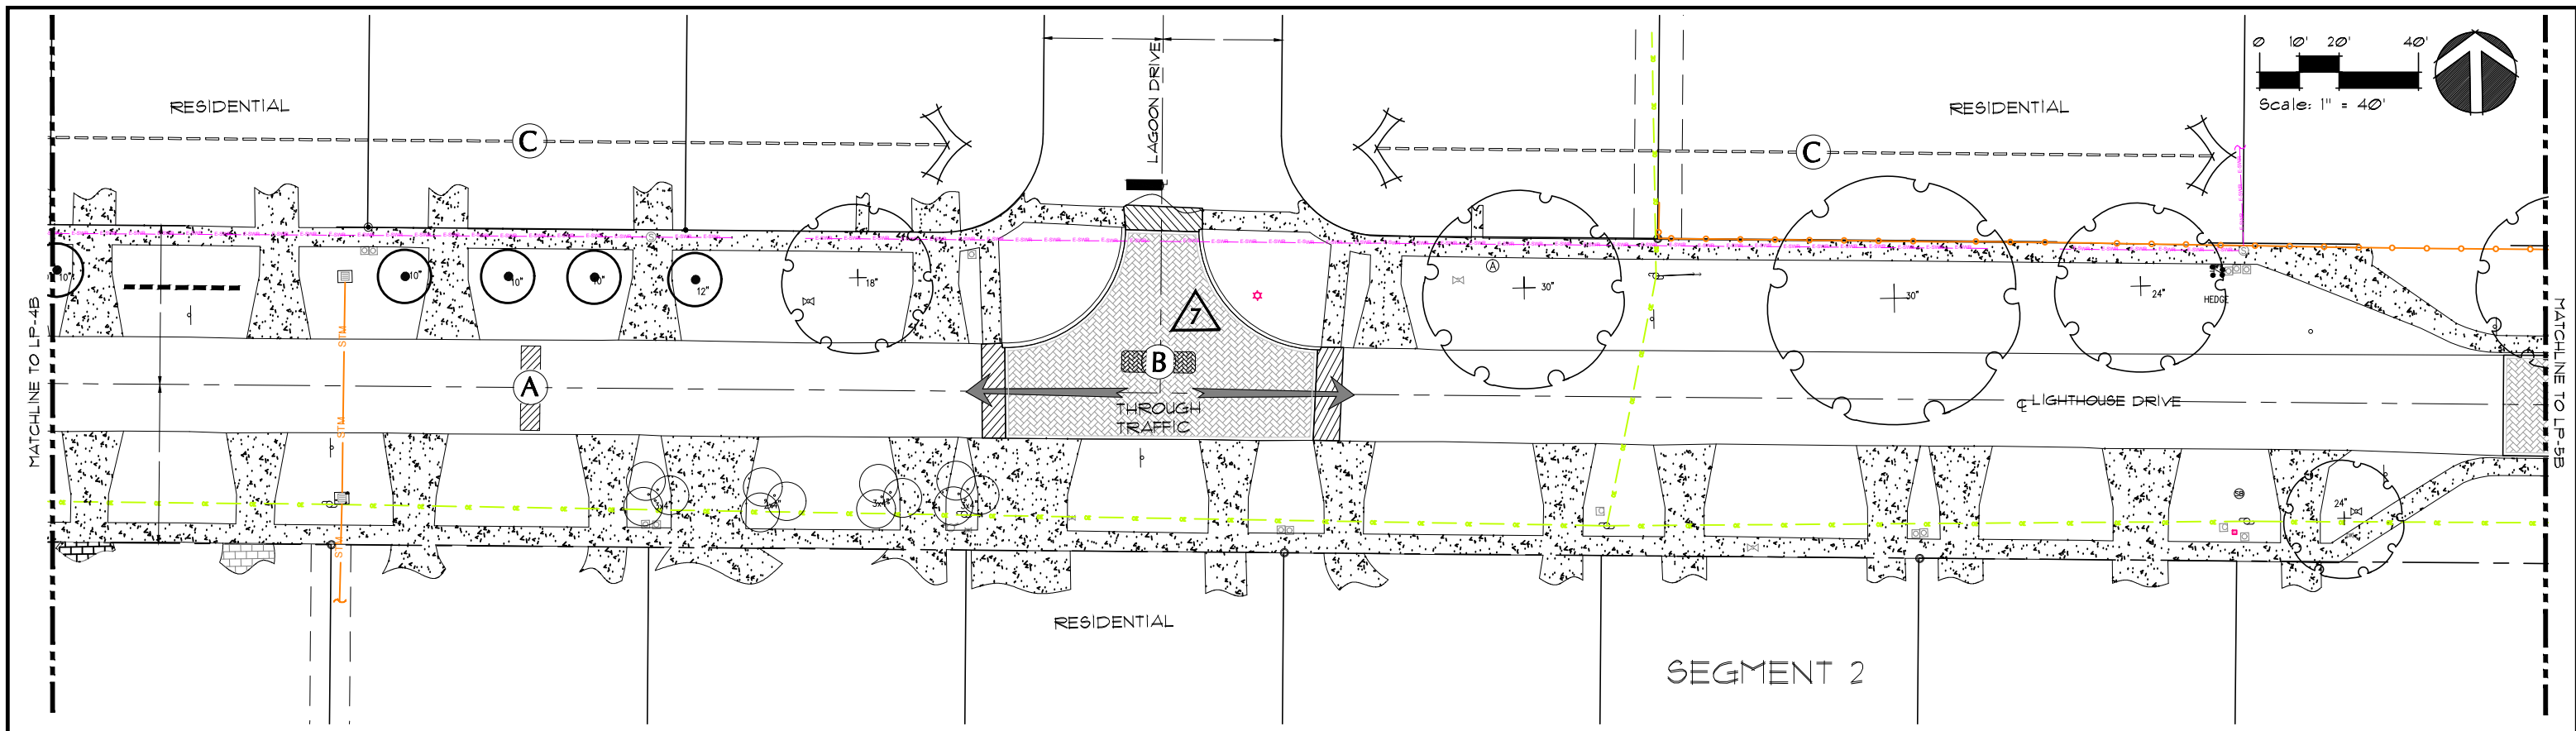 0 10' 20' 40'
Scale: 1" = 40'
RESIDENTIAL
C
LAGOON DRIVE
RESIDENTIAL
C
MATCHLINE TO LP-4B
10"
10"
10"
10"
12"
18"
A
30"
30"
24"
HEDGE
7
B
A
THROUGH
TRAFFIC
℄ LIGHTHOUSE DRIVE
MATCHLINE TO LP-5B
STM
STM
STM
3x4"
SB
24"
RESIDENTIAL
SEGMENT 2